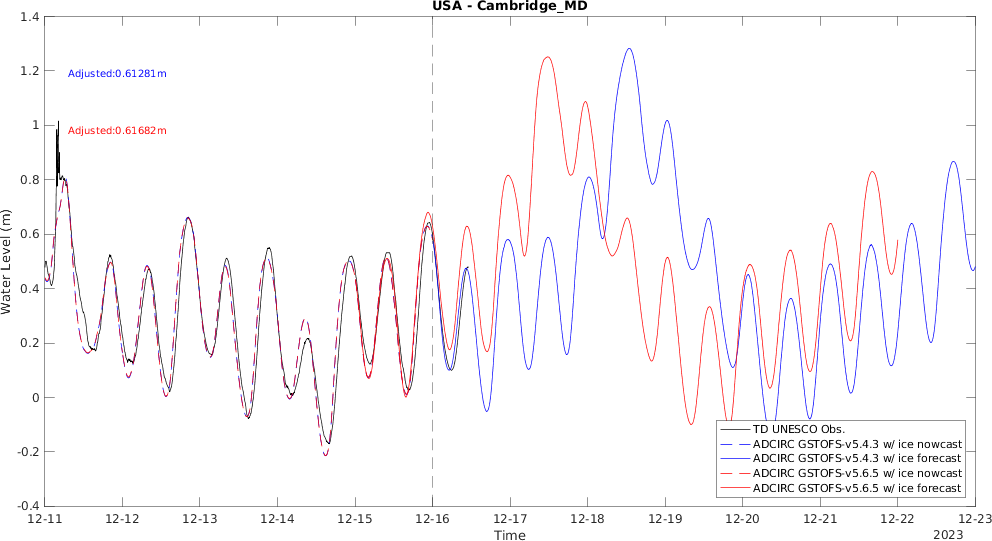 USA - Cambridge_MD
1.4
1.2
1
0.8
0.6
0.4
0.2
0
-0.2
-0.4
Water Level (m)
Adjusted:0.61281m
Adjusted:0.61682m
TD UNESCO Obs.
ADCIRC GSTOFS-v5.4.3 w/ ice nowcast
ADCIRC GSTOFS-v5.4.3 w/ ice forecast
ADCIRC GSTOFS-v5.6.5 w/ ice nowcast
ADCIRC GSTOFS-v5.6.5 w/ ice forecast
12-11 12-12 12-13 12-14 12-15 12-16 12-17 12-18 12-19 12-20 12-21 12-22 12-23
Time
2023